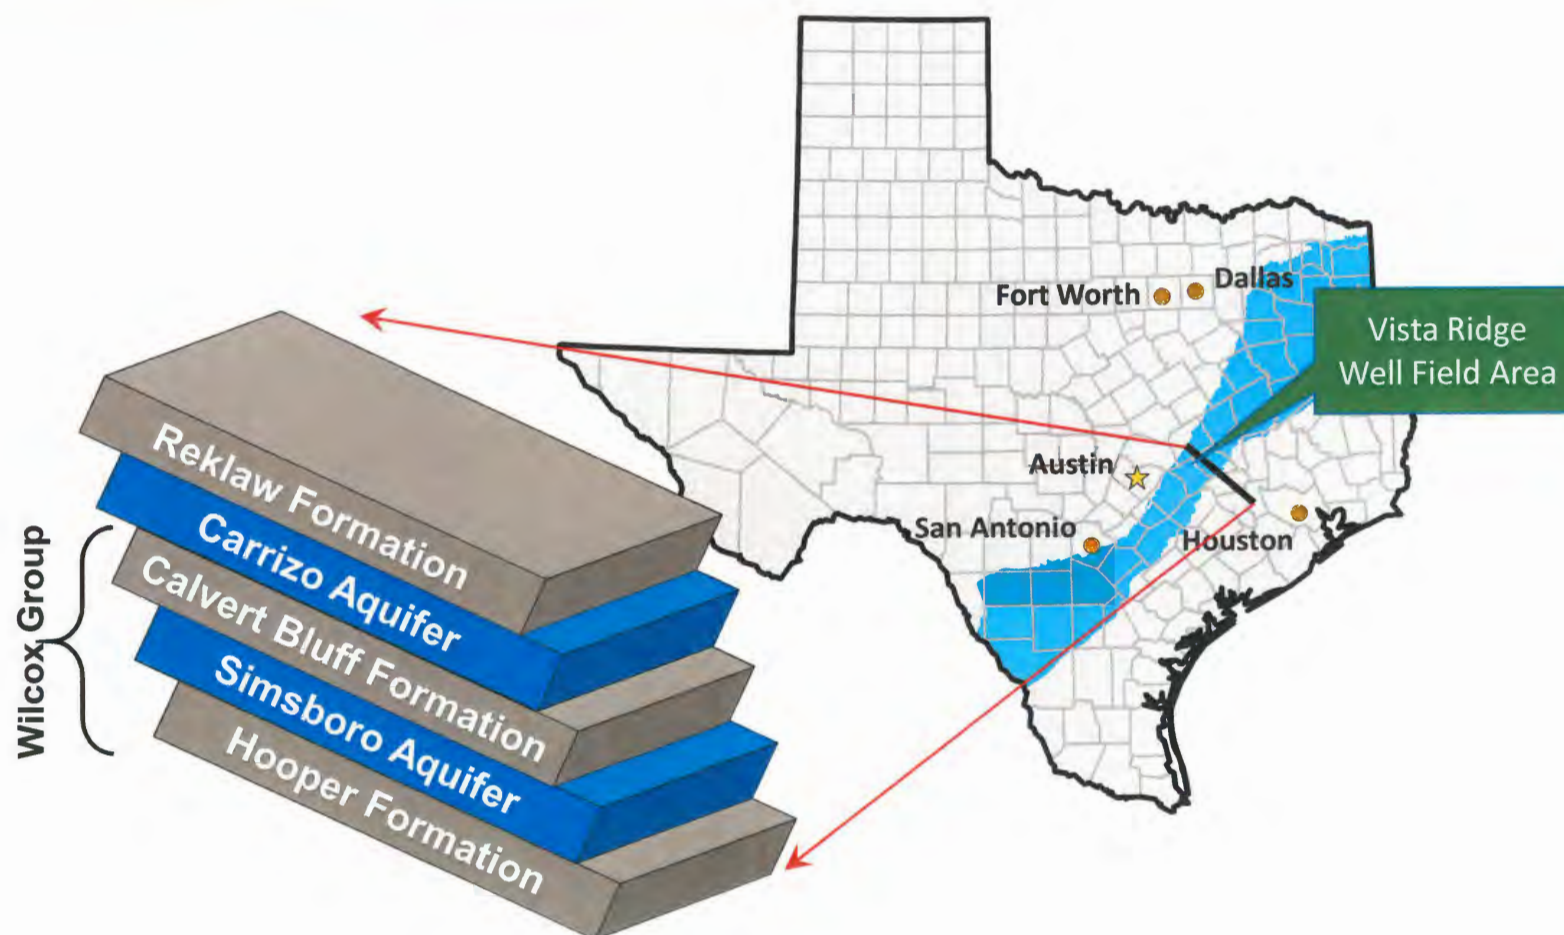 Fort Worth
Dallas
Vista Ridge
Well Field Area
Austin
San Antonio
Houston
Reklaw Formation
Carrizo Aquifer
Calvert Bluff Formation
Simsboro Aquifer
Hooper Formation
Wilcox Group